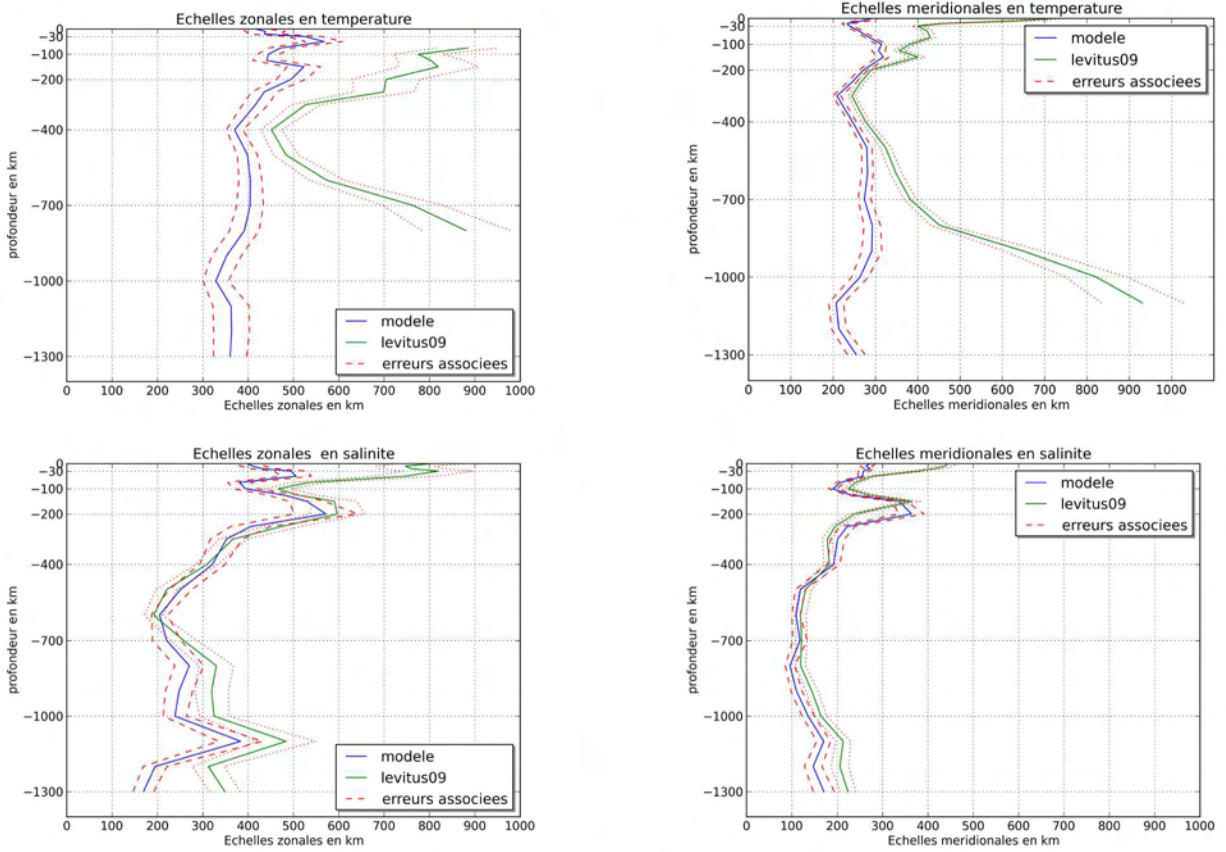 Echelles zonales en temperature
0
−30
−100
−200
−400
−700
−1000
−1300
profondeur en km
modele
levitus09
erreurs associees
0 100 200 300 400 500 600 700 800 900 1000
Echelles zonales en km
Echelles meridionales en temperature
0
−30
−100
−200
−400
−700
−1000
−1300
profondeur en km
modele
levitus09
erreurs associees
0 100 200 300 400 500 600 700 800 900 1000
Echelles meridionales en km
Echelles zonales en salinite
0
−30
−100
−200
−400
−700
−1000
−1300
profondeur en km
modele
levitus09
erreurs associees
0 100 200 300 400 500 600 700 800 900 1000
Echelles zonales en km
Echelles meridionales en salinite
0
−30
−100
−200
−400
−700
−1000
−1300
profondeur en km
modele
levitus09
erreurs associees
0 100 200 300 400 500 600 700 800 900 1000
Echelles meridionales en km